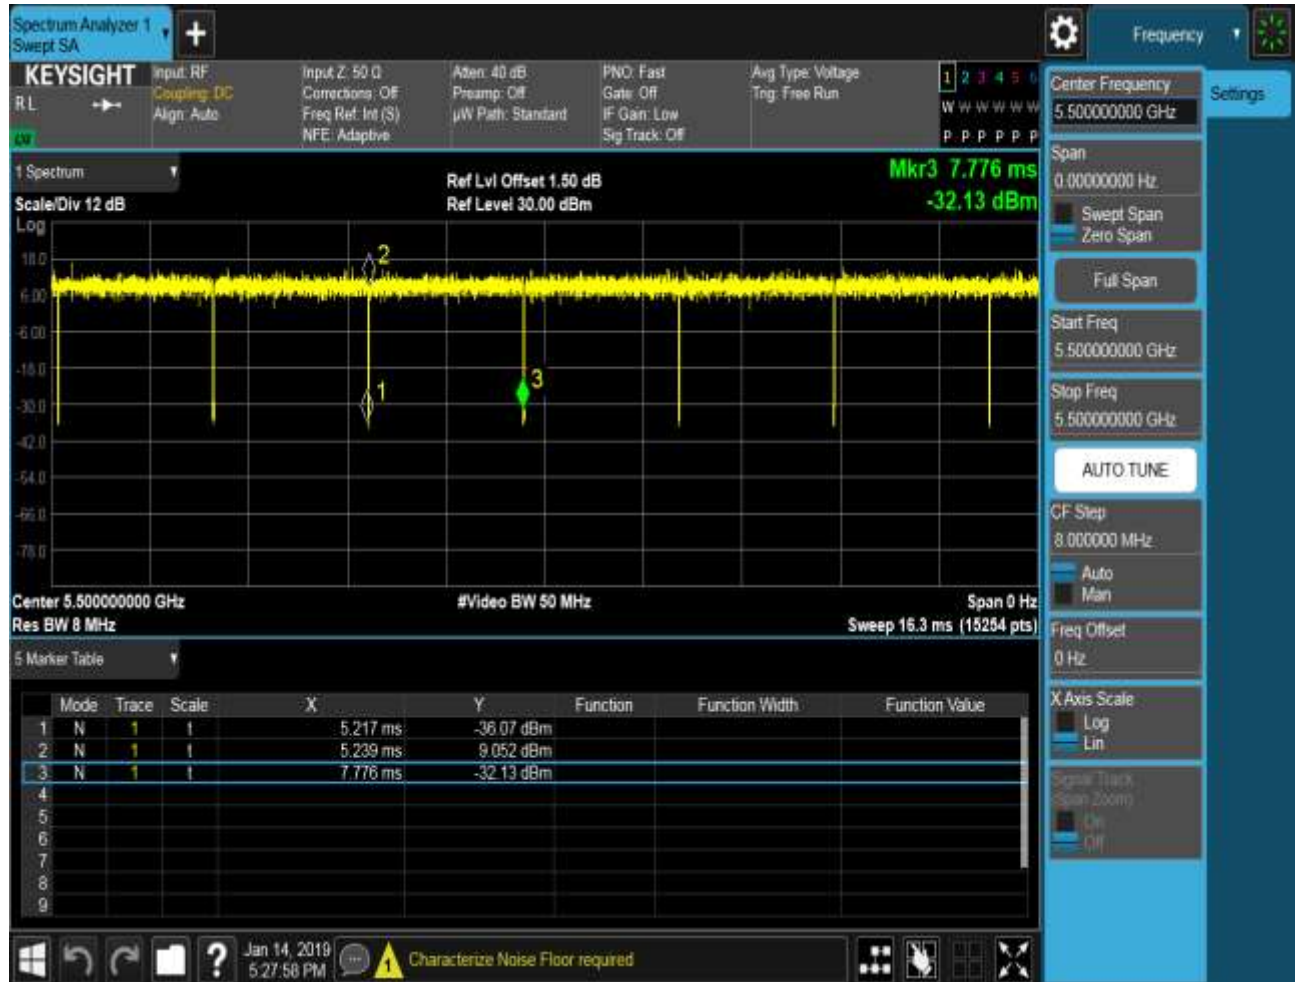 Spectrum Analyzer 1
Swept SA
+
Frequency
KEYSIGHT
R L
Input: RF
Coupling: DC
Align: Auto
Input Z: 50 Ω
Corrections: Off
Freq Ref: Int (S)
NFE: Adaptive
Atten: 40 dB
Preamp: Off
µW Path: Standard
PNO: Fast
Gate: Off
IF Gain: Low
Sig Track: Off
Avg Type: Voltage
Trig: Free Run
1 2 3 4 5 6
W W W W W W
P P P P P P
1 Spectrum
Scale/Div 12 dB
Log
Ref Lvl Offset 1.50 dB
Ref Level 30.00 dBm
Mkr3 7.776 ms
-32.13 dBm
18.0
6.00
-6.00
-18.0
-30.0
-42.0
-54.0
-66.0
-78.0
2
1
3
Center 5.500000000 GHz
#Video BW 50 MHz
Span 0 Hz
Res BW 8 MHz
Sweep 16.3 ms (15254 pts)
5 Marker Table
Mode Trace Scale X Y Function Function Width Function Value
1 N 1 t 5.217 ms -36.07 dBm
2 N 1 t 5.239 ms 9.052 dBm
3 N 1 t 7.776 ms -32.13 dBm
4
5
6
7
8
9
Center Frequency
5.500000000 GHz
Settings
Span
0.00000000 Hz
Swept Span
Zero Span
Full Span
Start Freq
5.500000000 GHz
Stop Freq
5.500000000 GHz
AUTO TUNE
CF Step
8.000000 MHz
Auto
Man
Freq Offset
0 Hz
X Axis Scale
Log
Lin
Signal Track
(Span Zoom)
On
Off
?
Jan 14, 2019
5:27:58 PM
1
Characterize Noise Floor required